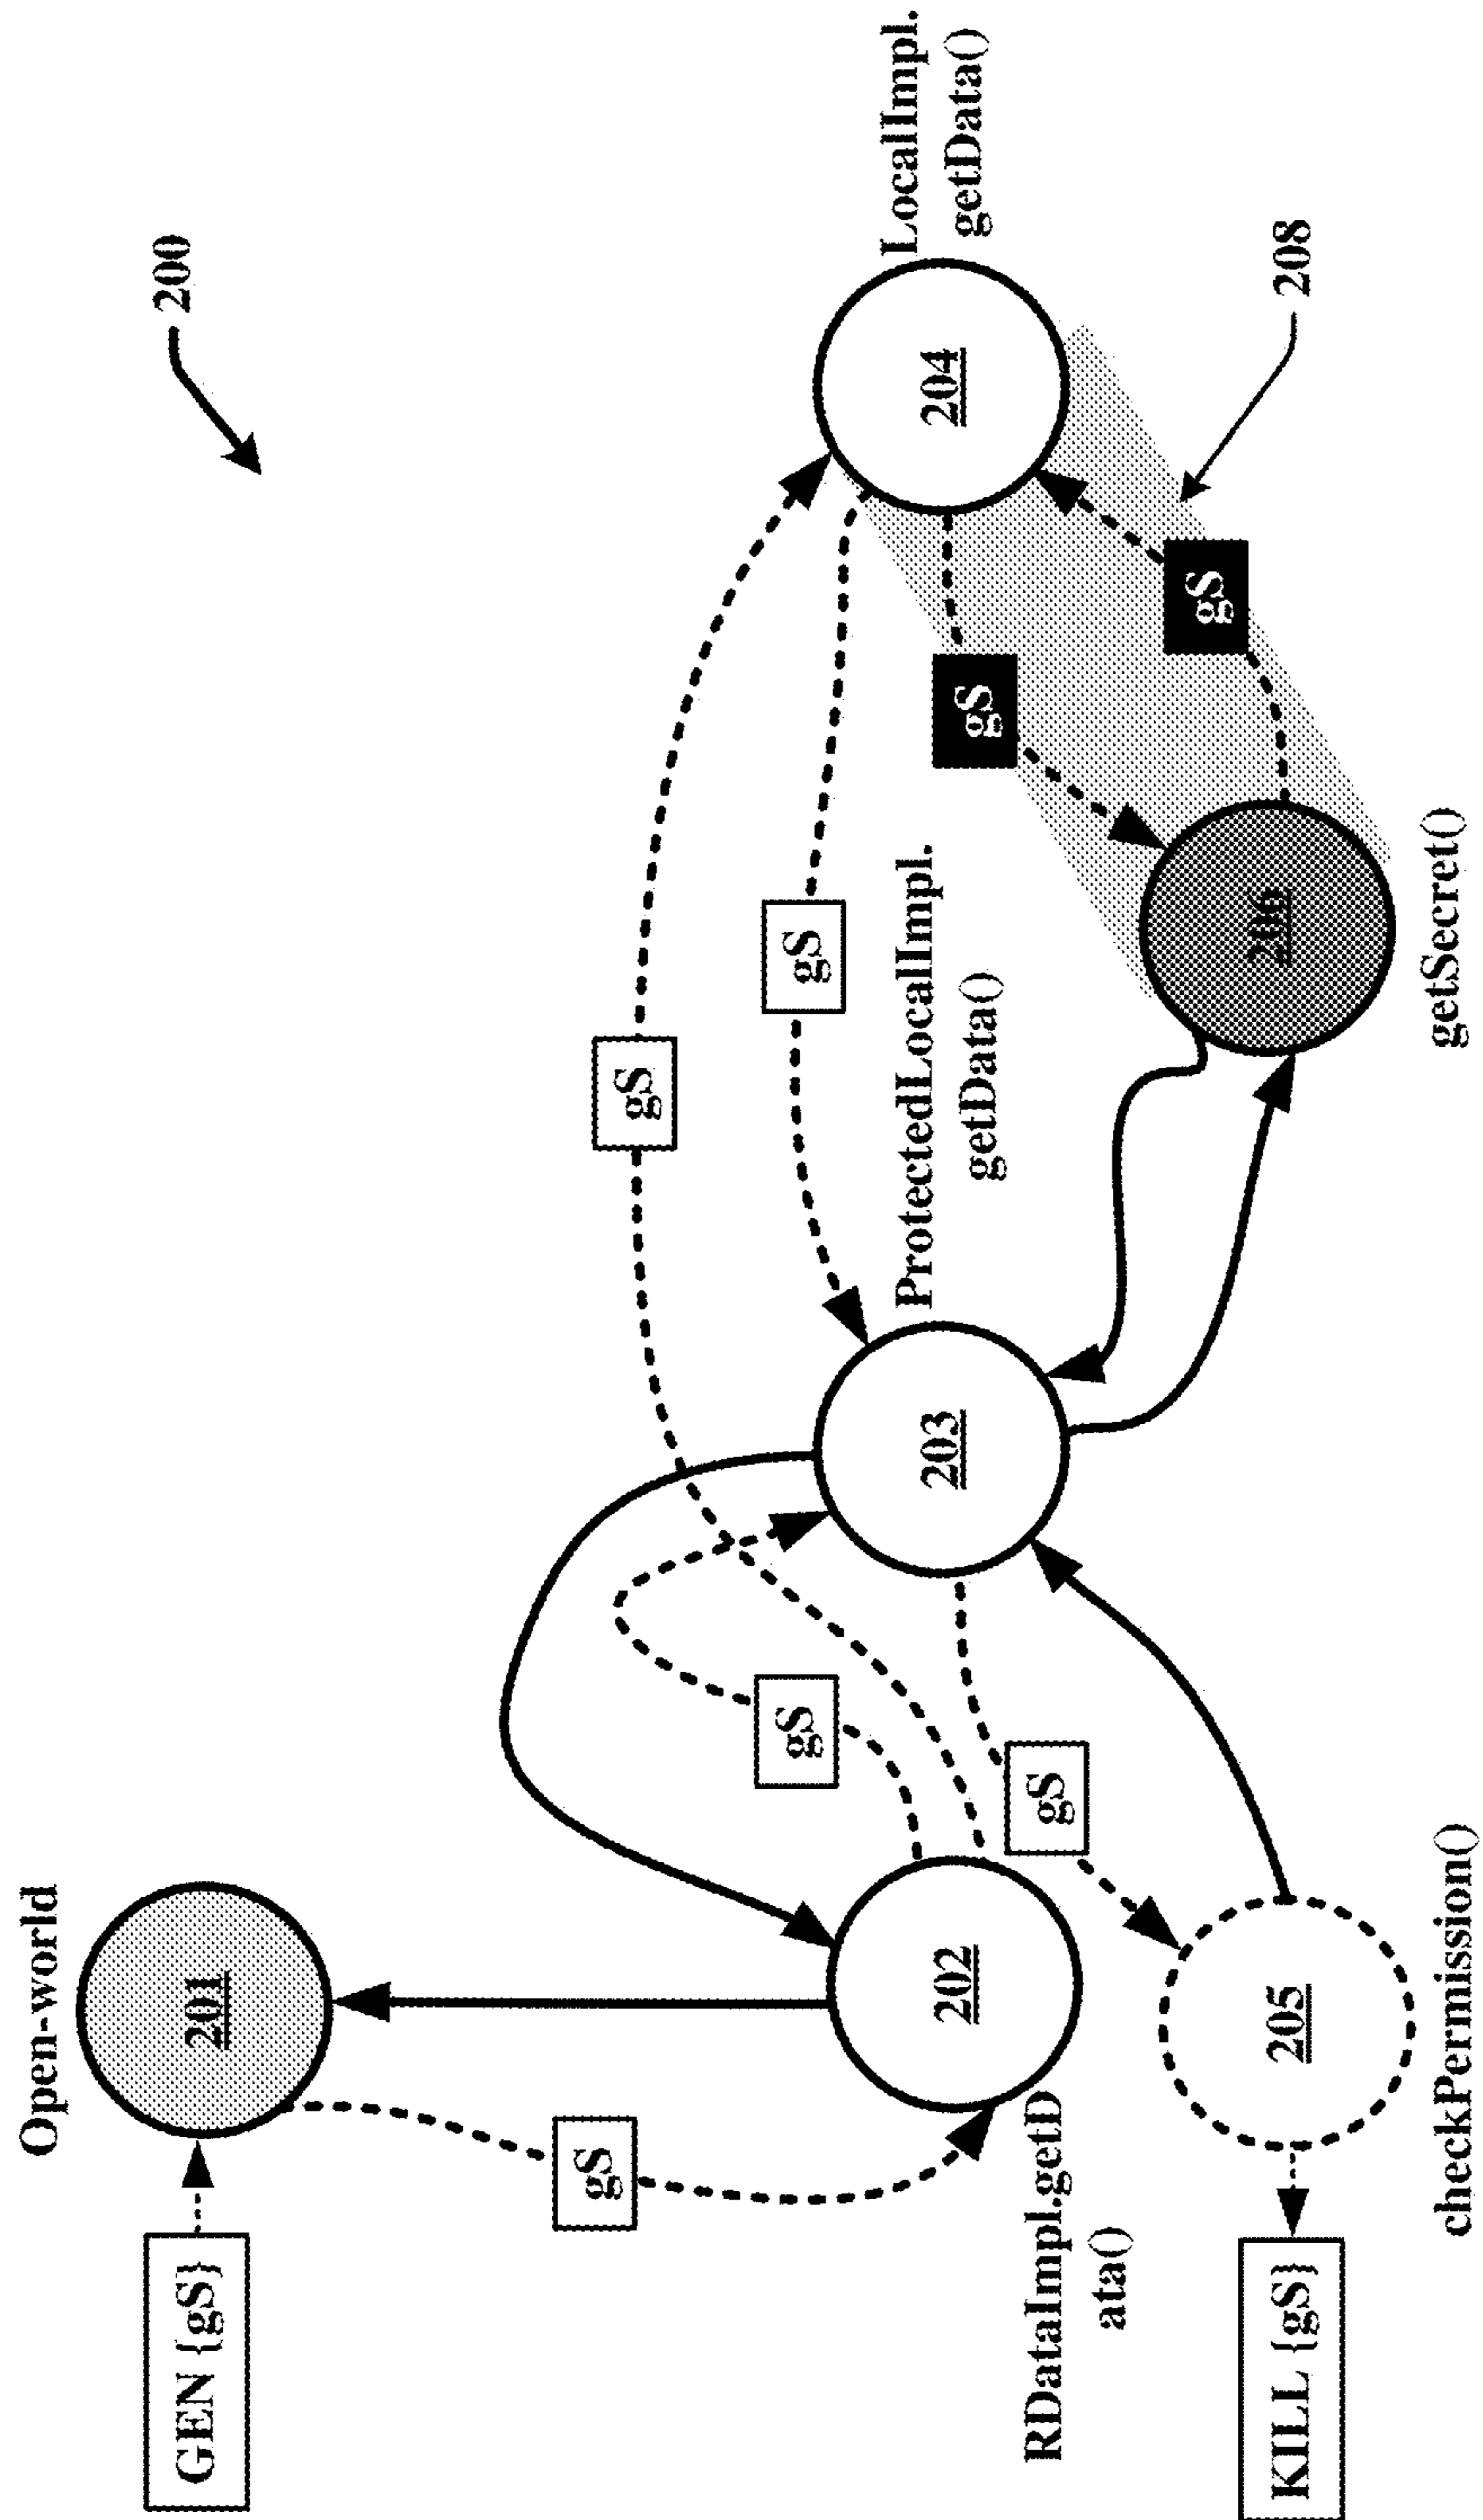 Open-world
200
GEN {gS}
201
gS
gS
gS
gS
LocalImpl.
getData()
ProtectedLocalImpl.
getData()
202
203
204
gS
RDataImpl.getD
ata()
gS
gS
KILL {gS}
205
206
208
checkPermission()
getSecret()